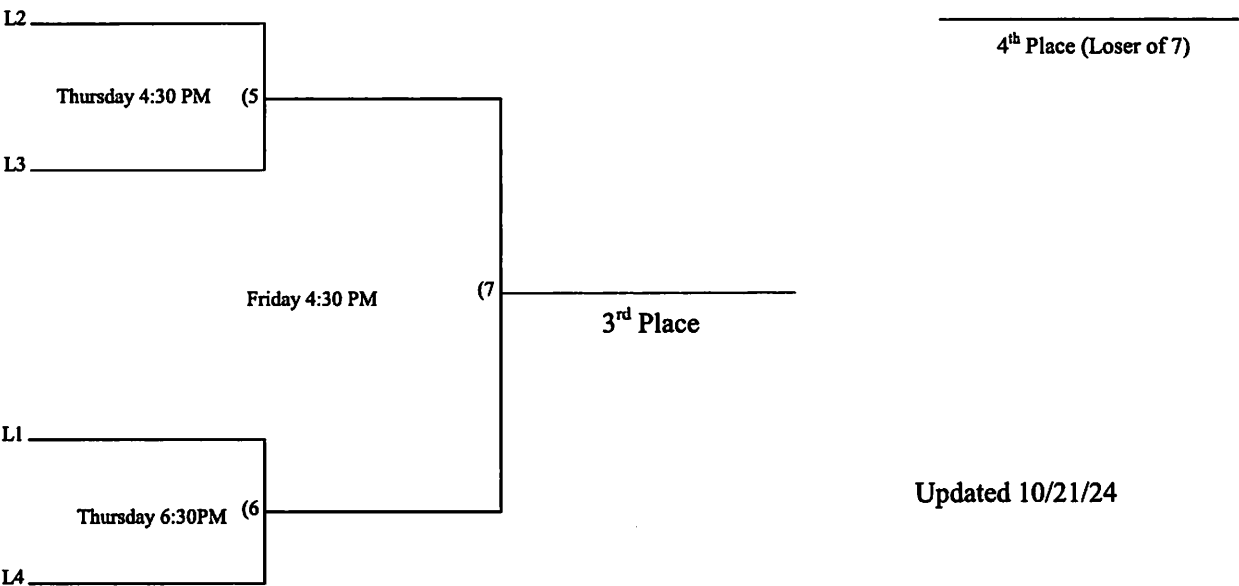 L2
4th Place (Loser of 7)
Thursday 4:30 PM (5
L3
Friday 4:30 PM (7
3rd Place
L1
Updated 10/21/24
Thursday 6:30PM (6
L4